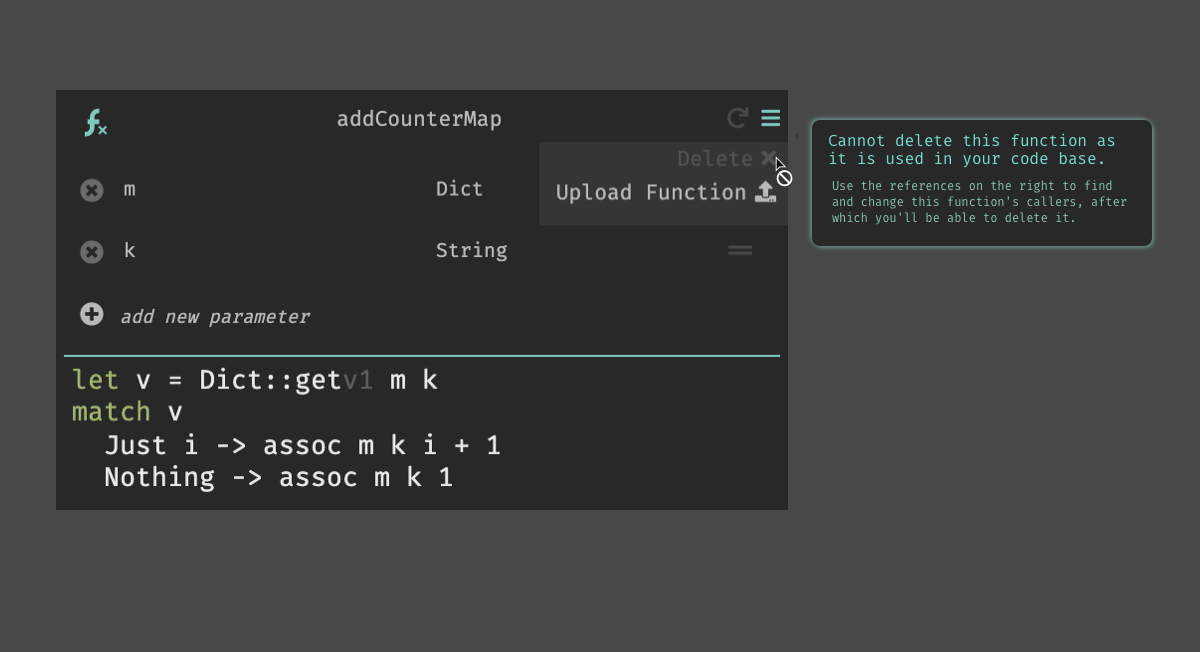 fx
addCounterMap
Delete
m Dict
Upload Function
k String
add new parameter
let v = Dict::getv1 m k
match v
  Just i -> assoc m k i + 1
  Nothing -> assoc m k 1
Cannot delete this function as
it is used in your code base.
Use the references on the right to find
and change this function's callers, after
which you'll be able to delete it.